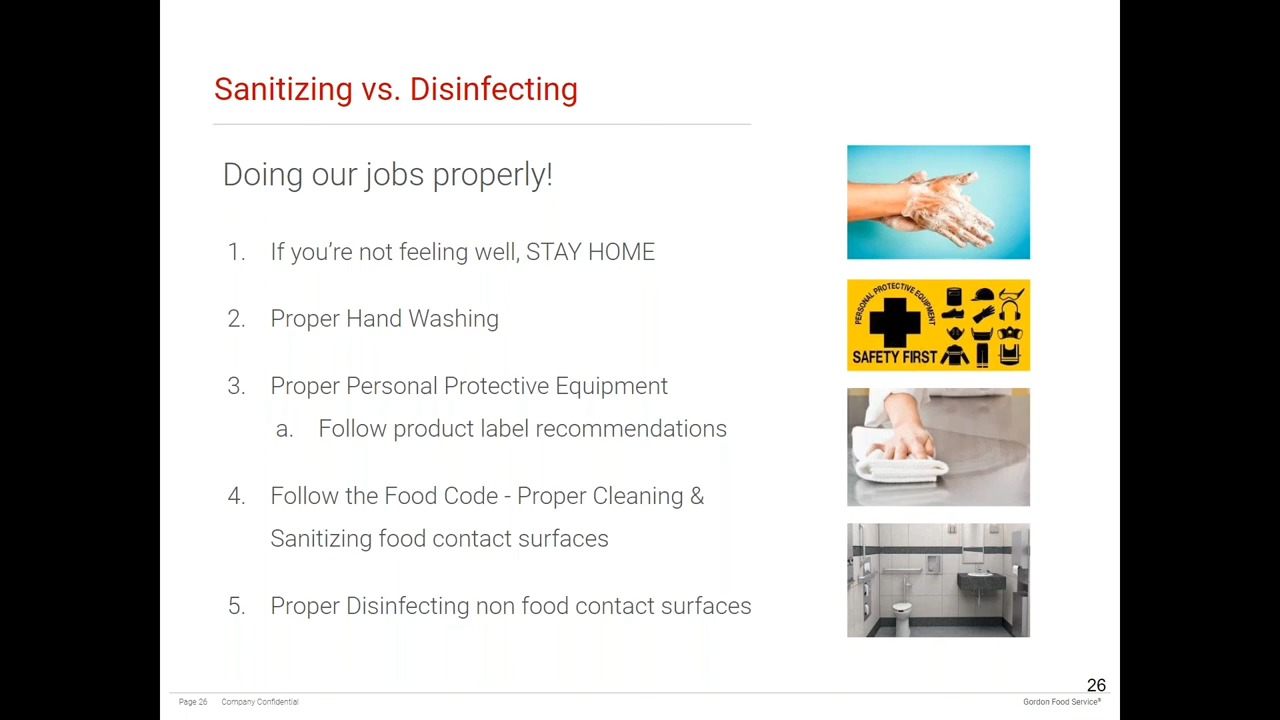 Sanitizing vs. Disinfecting
Doing our jobs properly!
1. If you’re not feeling well, STAY HOME
2. Proper Hand Washing
3. Proper Personal Protective Equipment
a. Follow product label recommendations
4. Follow the Food Code - Proper Cleaning &
Sanitizing food contact surfaces
5. Proper Disinfecting non food contact surfaces
PERSONAL PROTECTIVE EQUIPMENT
SAFETY FIRST
26
Page 26 Company Confidential
Gordon Food Service®